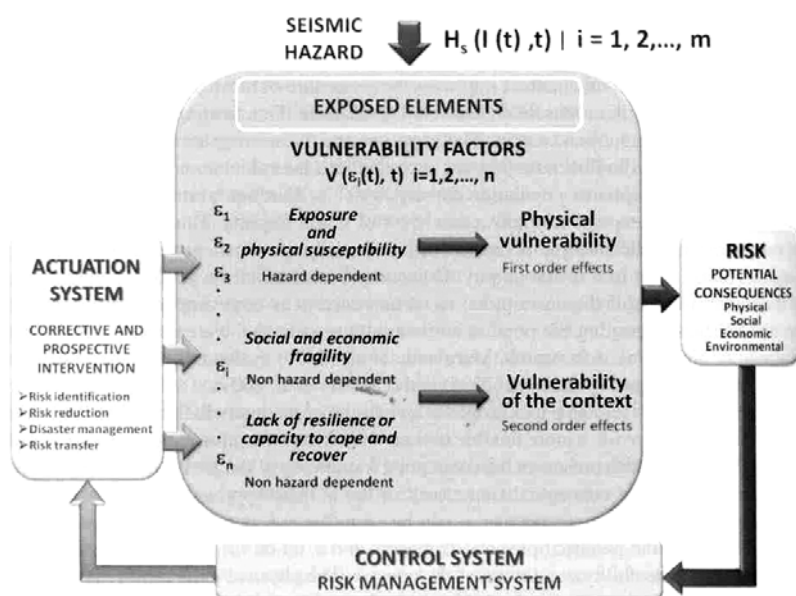 SEISMIC
HAZARD
Hs (I (t) ,t) | i = 1, 2,..., m
EXPOSED ELEMENTS
VULNERABILITY FACTORS
V (εi(t), t) i=1,2,..., n
ε1
ε2
ε3
.
.
.
εi
.
.
εn
Exposure
and
physical susceptibility
Hazard dependent
Physical
vulnerability
First order effects
Social and economic
fragility
Non hazard dependent
Vulnerability
of the context
Second order effects
Lack of resilience or
capacity to cope and
recover
Non hazard dependent
ACTUATION
SYSTEM
CORRECTIVE AND
PROSPECTIVE
INTERVENTION
➢Risk identification
➢Risk reduction
➢Disaster management
➢Risk transfer
RISK
POTENTIAL
CONSEQUENCES
Physical
Social
Economic
Environmental
CONTROL SYSTEM
RISK MANAGEMENT SYSTEM